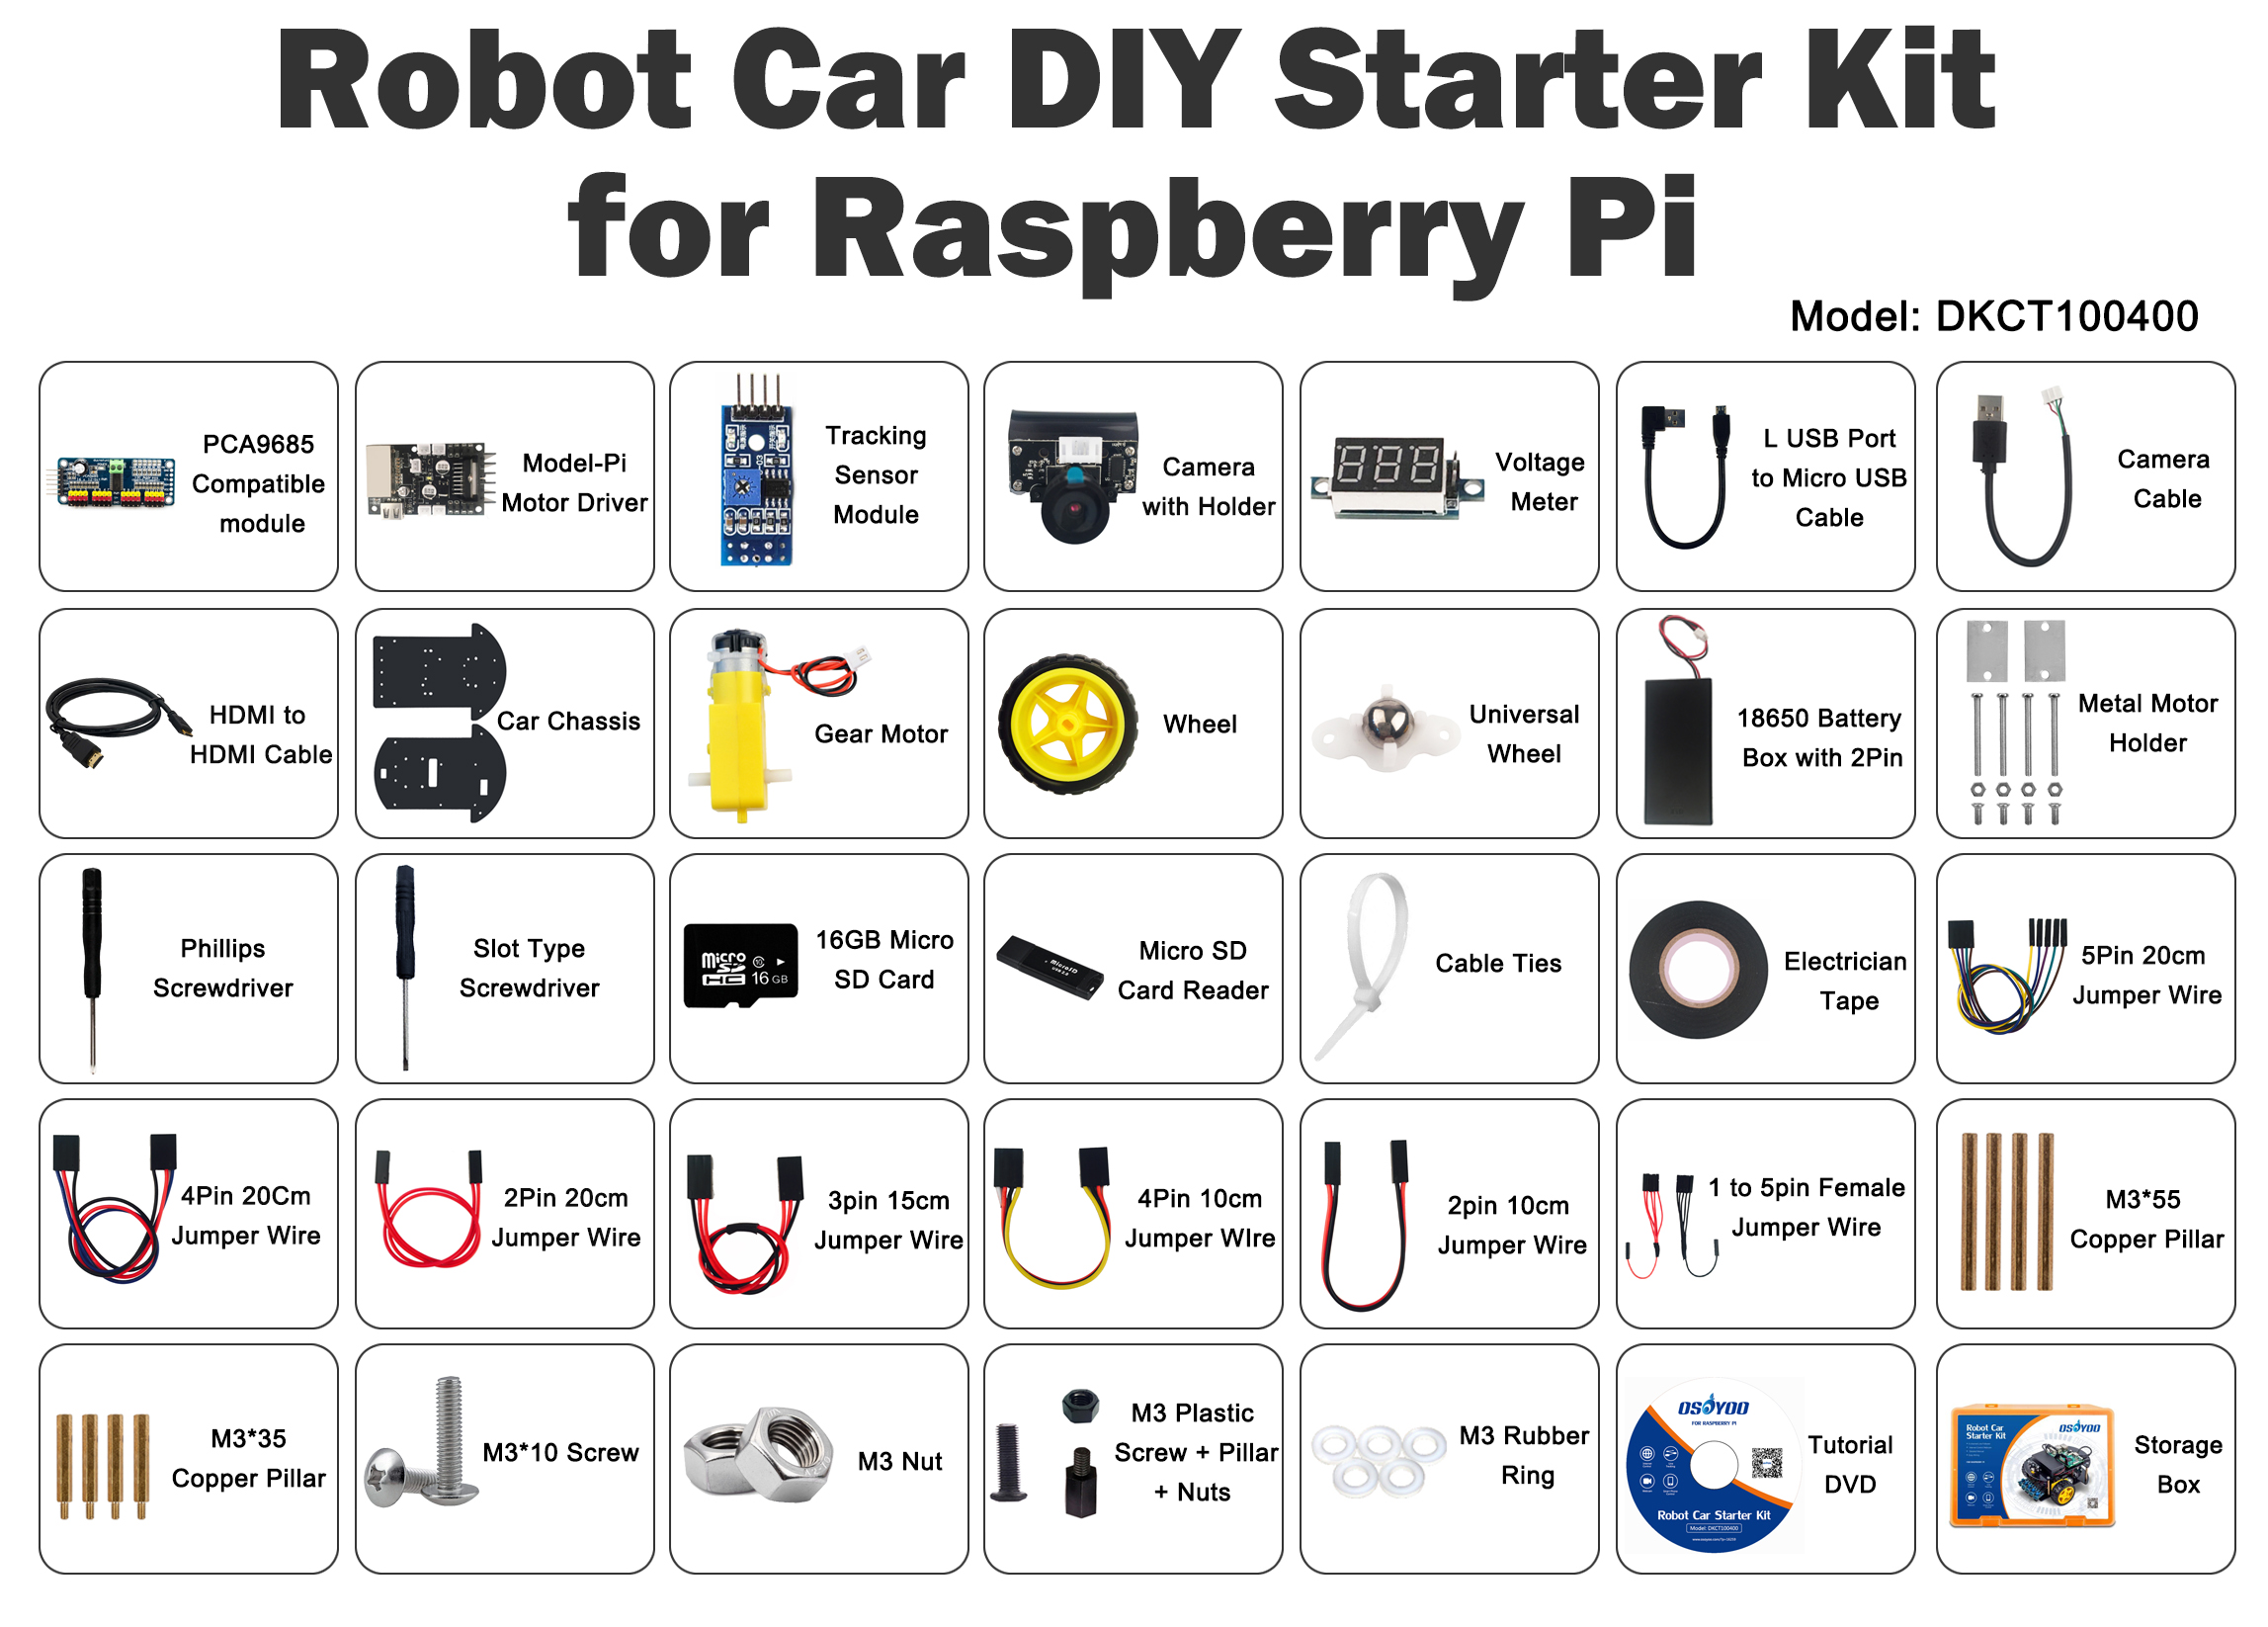 Robot Car DIY Starter Kit
for Raspberry Pi
Model: DKCT100400
PCA9685
Compatible
module
Model-Pi
Motor Driver
Tracking
Sensor
Module
Camera
with Holder
Voltage
Meter
L USB Port
to Micro USB
Cable
Camera
Cable
HDMI to
HDMI Cable
Car Chassis
Gear Motor
Wheel
Universal
Wheel
18650 Battery
Box with 2Pin
Metal Motor
Holder
Phillips
Screwdriver
Slot Type
Screwdriver
Micro
SD
HC
16 GB
16GB Micro
SD Card
Micro SD
Card Reader
Cable Ties
Electrician
Tape
5Pin 20cm
Jumper Wire
4Pin 20Cm
Jumper Wire
2Pin 20cm
Jumper Wire
3pin 15cm
Jumper Wire
4Pin 10cm
Jumper WIre
2pin 10cm
Jumper Wire
1 to 5pin Female
Jumper Wire
M3*55
Copper Pillar
M3*35
Copper Pillar
M3*10 Screw
M3 Nut
M3 Plastic
Screw + Pillar
+ Nuts
M3 Rubber
Ring
OSOYOO
FOR RASPBERRY PI
Robot Car Starter Kit
Model: DKCT100400
Tutorial
DVD
Robot Car
Starter Kit
OSOYOO
Storage
Box